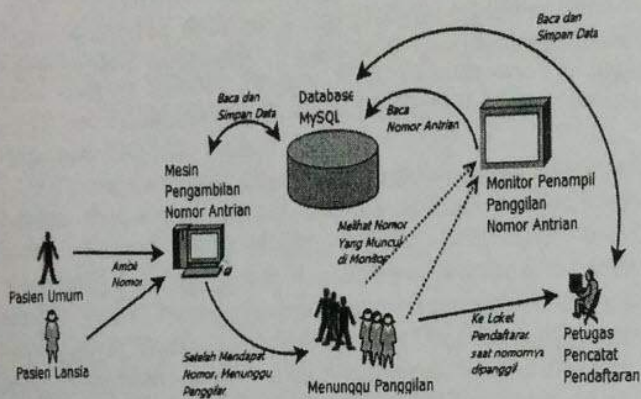 Baca dan
Simpan Data
Database
MySQL
Baca dan
Simpan Data
Baca
Nomor Antrian
Mesin
Pengambilan
Nomor Antrian
Monitor Penampil
Panggilan
Nomor Antrian
Melihat Nomor
Yang Muncul
di Monitor
Ambil
Nomor
Pasien Umum
Pasien Lansia
Setelah Mendapat
Nomor, Menunggu
Panggilan
Menunggu Panggilan
Ke Loket
Pendaftaran
saat nomornya
dipanggil
Petugas
Pencatat
Pendaftaran